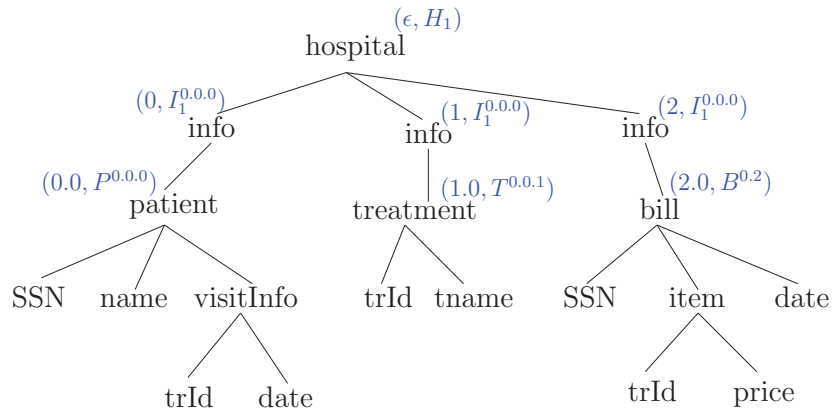 (ϵ, H₁)
hospital
(0, I₁^{0.0.0}) (1, I₁^{0.0.0}) (2, I₁^{0.0.0})
info info info
(0.0, P^{0.0.0}) (1.0, T^{0.0.1}) (2.0, B^{0.2})
patient treatment bill
SSN name visitInfo trId tname SSN item date
trId date trId price